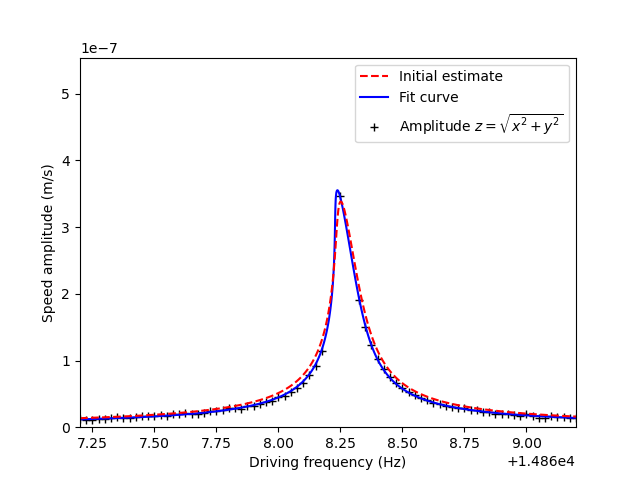 1e−7
Initial estimate
Fit curve
Amplitude z = √x² + y²
5
4
3
2
1
0
Speed amplitude (m/s)
7.25 7.50 7.75 8.00 8.25 8.50 8.75 9.00
Driving frequency (Hz)
+1.486e4